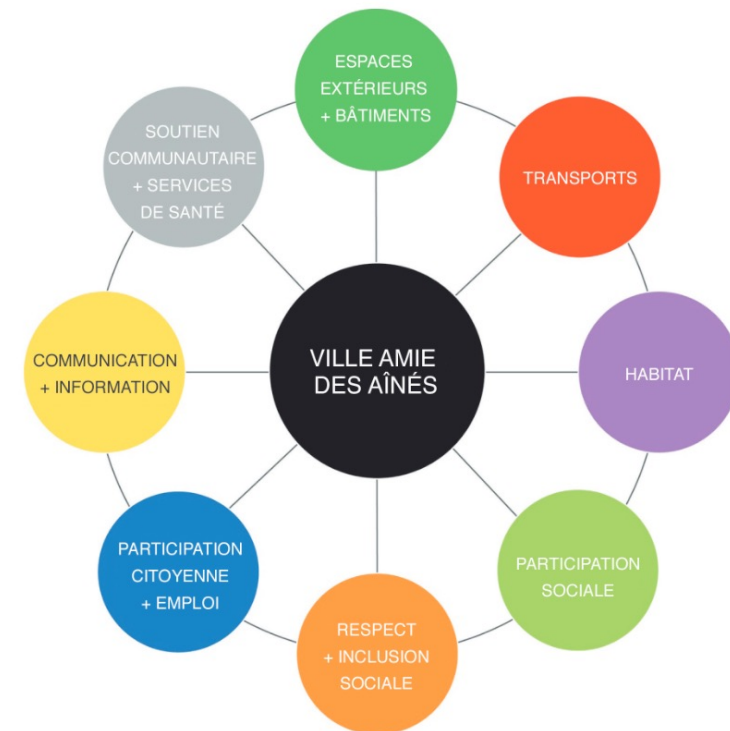 ESPACES
EXTÉRIEURS
+ BÂTIMENTS
TRANSPORTS
HABITAT
PARTICIPATION
SOCIALE
RESPECT
+ INCLUSION
SOCIALE
PARTICIPATION
CITOYENNE
+ EMPLOI
COMMUNICATION
+ INFORMATION
SOUTIEN
COMMUNAUTAIRE
+ SERVICES
DE SANTÉ
VILLE AMIE
DES AÎNÉS